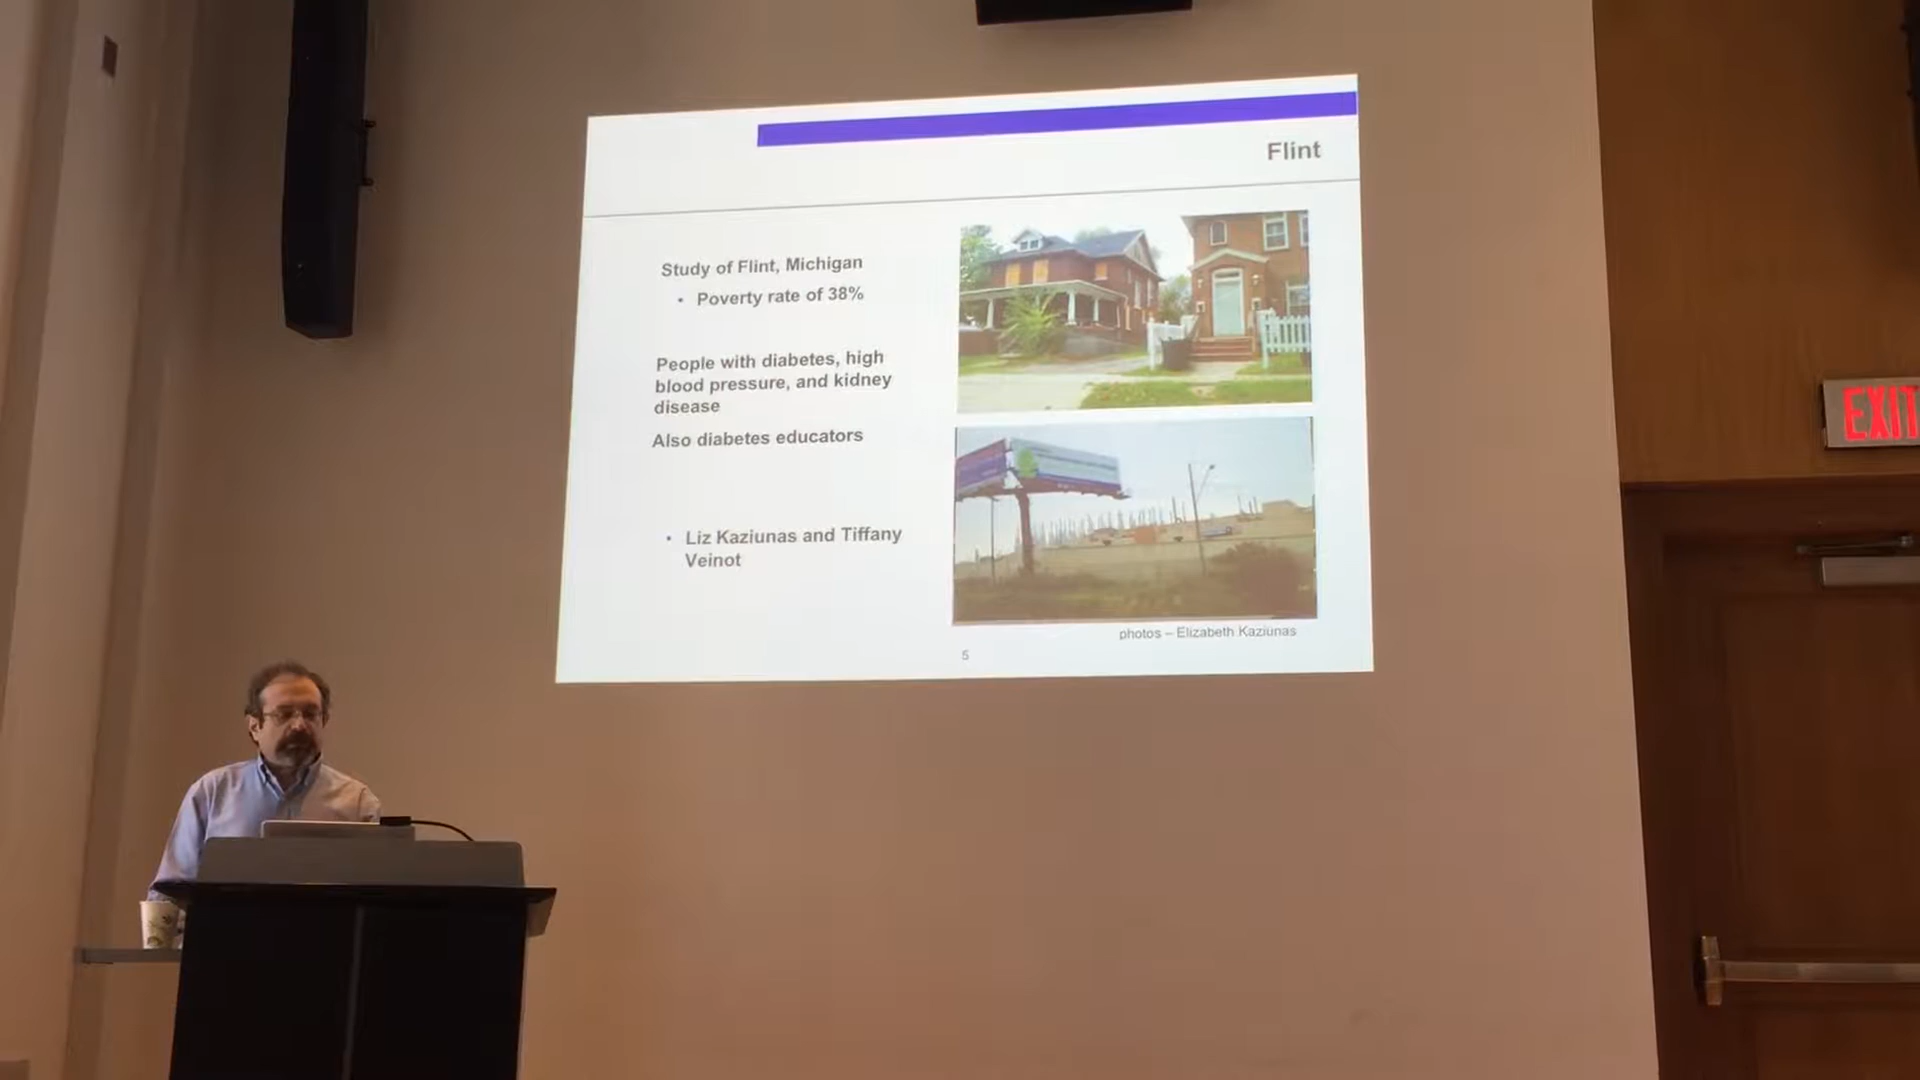 Flint
Study of Flint, Michigan
• Poverty rate of 38%
People with diabetes, high
blood pressure, and kidney
disease
Also diabetes educators
• Liz Kaziunas and Tiffany
Veinot
photos – Elizabeth Kaziunas
5
EXIT